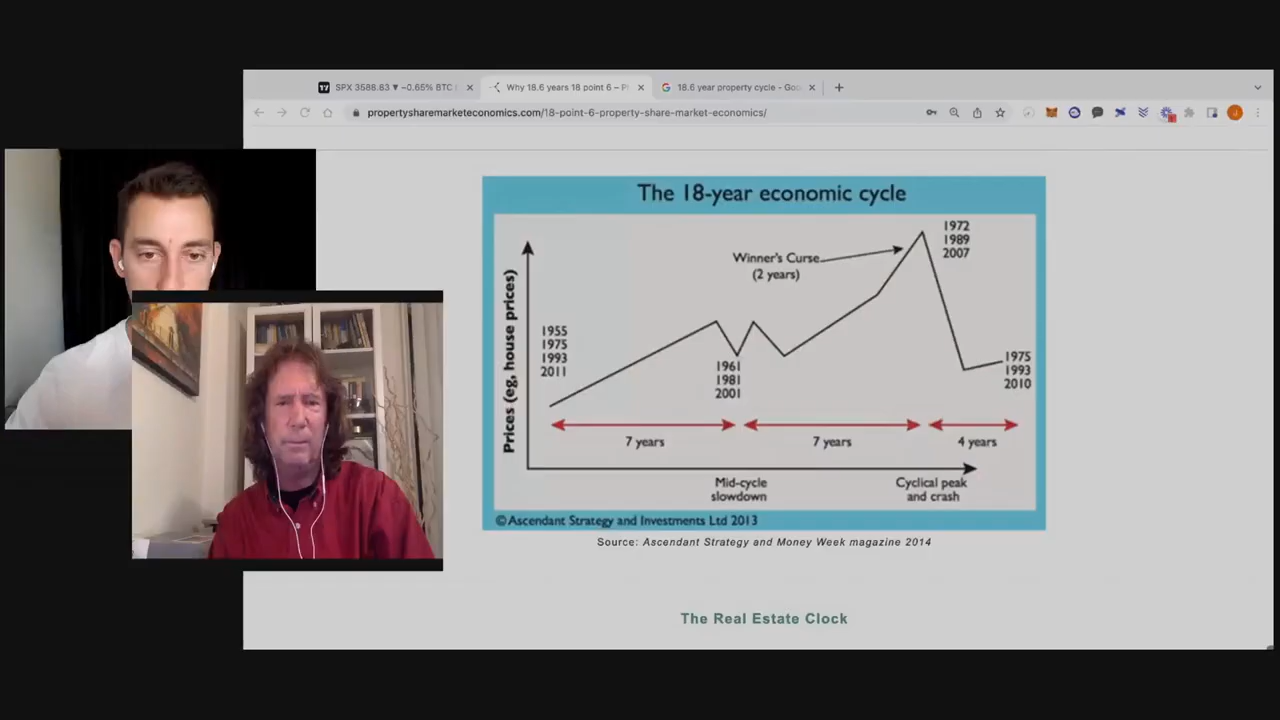 SPX 3588.83 ▼ −0.65% BTC
Why 18.6 years 18 point 6 – P
18.6 year property cycle - Goo
propertysharemarketeconomics.com/18-point-6-property-share-market-economics/
J
The 18-year economic cycle
Prices (eg, house prices)
1955
1975
1993
2011
Winner's Curse
(2 years)
1972
1989
2007
1961
1981
2001
1975
1993
2010
7 years
7 years
4 years
Mid-cycle
slowdown
Cyclical peak
and crash
© Ascendant Strategy and Investments Ltd 2013
Source: Ascendant Strategy and Money Week magazine 2014
The Real Estate Clock